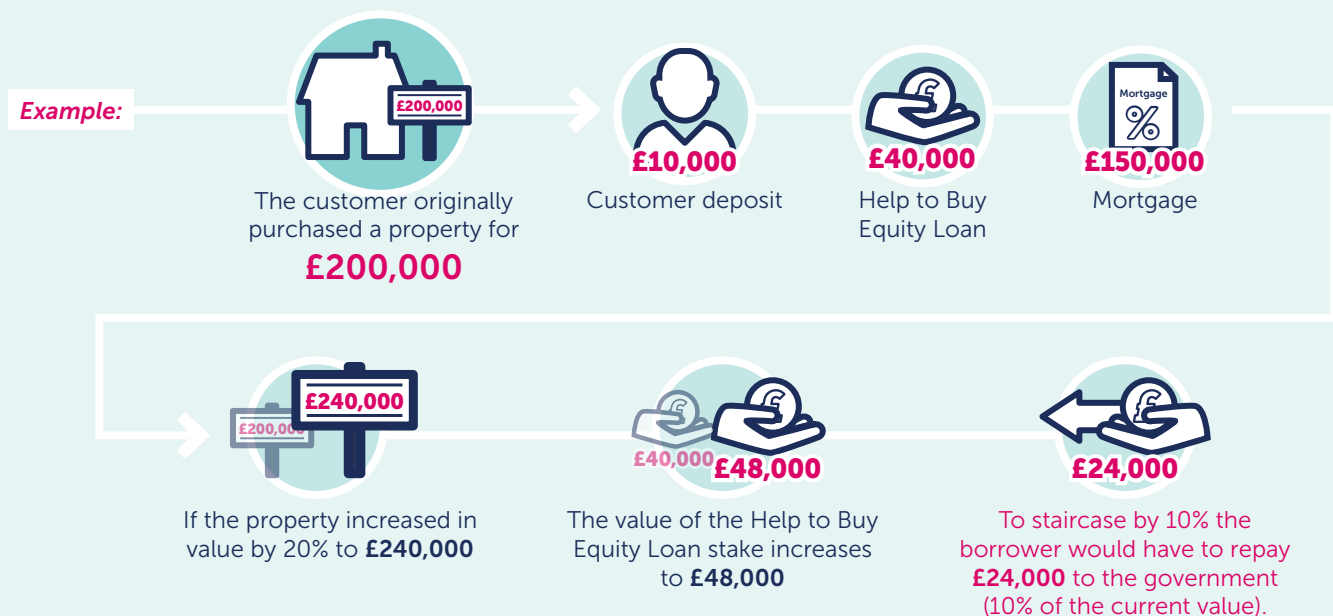 Example:
£200,000
£10,000
£40,000
Mortgage
%
£150,000
The customer originally
purchased a property for
£200,000
Customer deposit
Help to Buy
Equity Loan
Mortgage
£200,000
£240,000
£
£40,000
£
£48,000
£
£24,000
If the property increased in
value by 20% to £240,000
The value of the Help to Buy
Equity Loan stake increases
to £48,000
To staircase by 10% the
borrower would have to repay
£24,000 to the government
(10% of the current value).